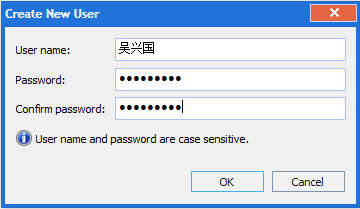 Create New User
User name: 吴兴国
Password: ●●●●●●●●●
Confirm password: ●●●●●●●●●
User name and password are case sensitive.
OK Cancel